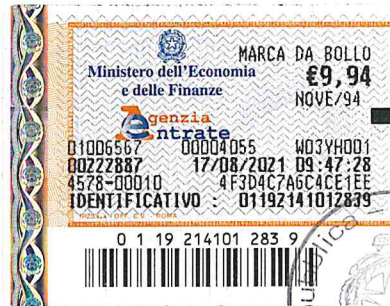 MARCA DA BOLLO
Ministero dell'Economia
e delle Finanze
€9,94
NOVE/94
Agenzia
Entrate
01006567 00004055 W03YH001
00222887 17/08/2021 09:47:28
4578-00010 4F3D4C7A6C4CE1EE
IDENTIFICATIVO : 01192141012839
0 1 19 214101 283 9